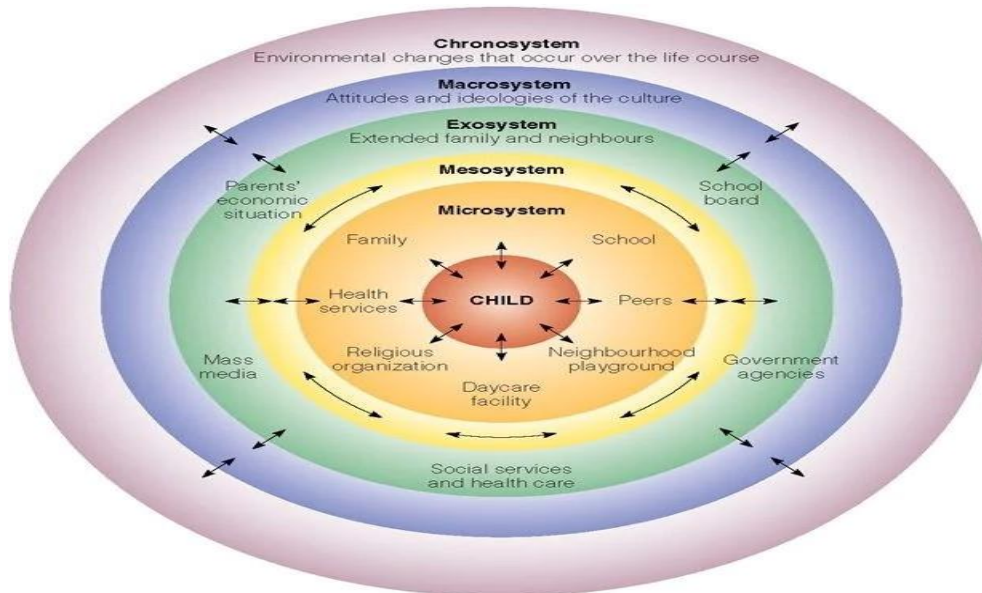 Chronosystem
Environmental changes that occur over the life course
Macrosystem
Attitudes and ideologies of the culture
Exosystem
Extended family and neighbours
Mesosystem
Parents'
economic
situation
School
board
Microsystem
Family
School
Health
services
CHILD
Peers
Religious
organization
Neighbourhood
playground
Daycare
facility
Mass
media
Government
agencies
Social services
and health care